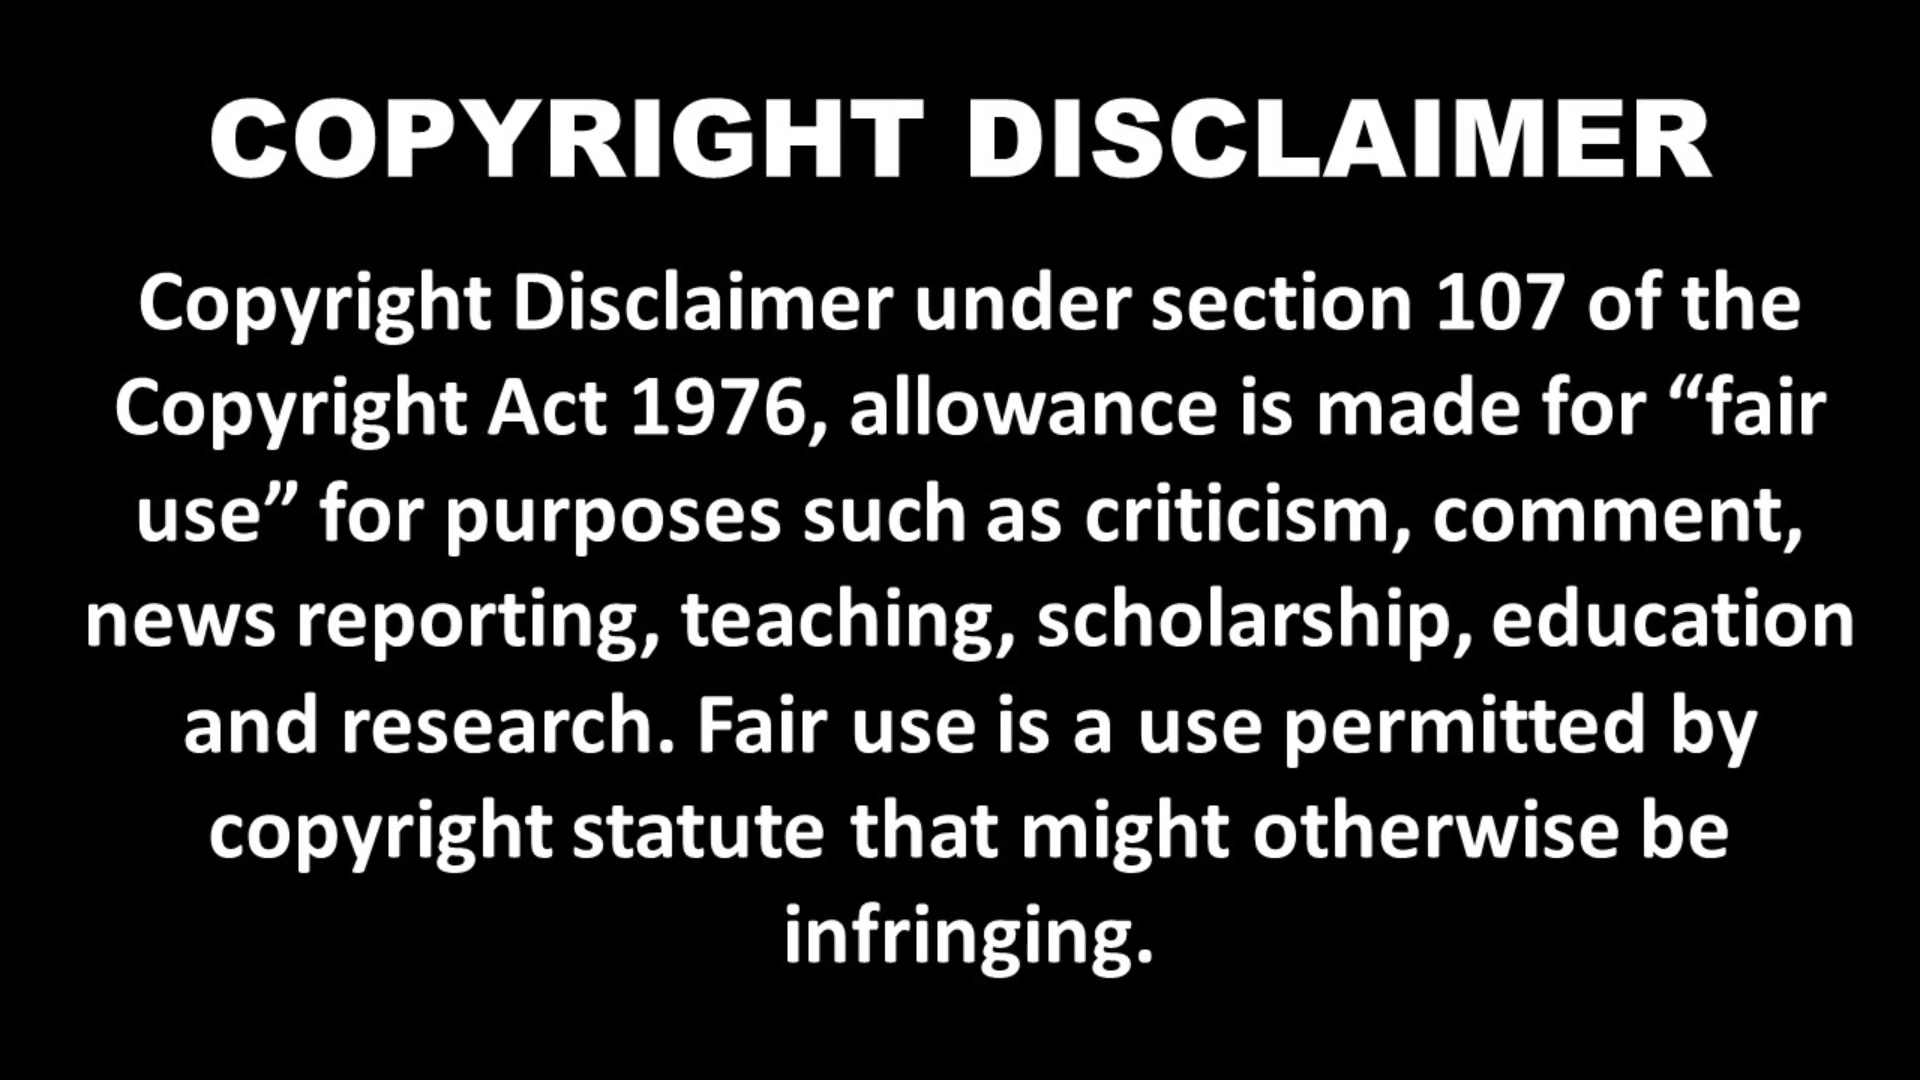 COPYRIGHT DISCLAIMER
Copyright Disclaimer under section 107 of the
Copyright Act 1976, allowance is made for “fair
use” for purposes such as criticism, comment,
news reporting, teaching, scholarship, education
and research. Fair use is a use permitted by
copyright statute that might otherwise be
infringing.